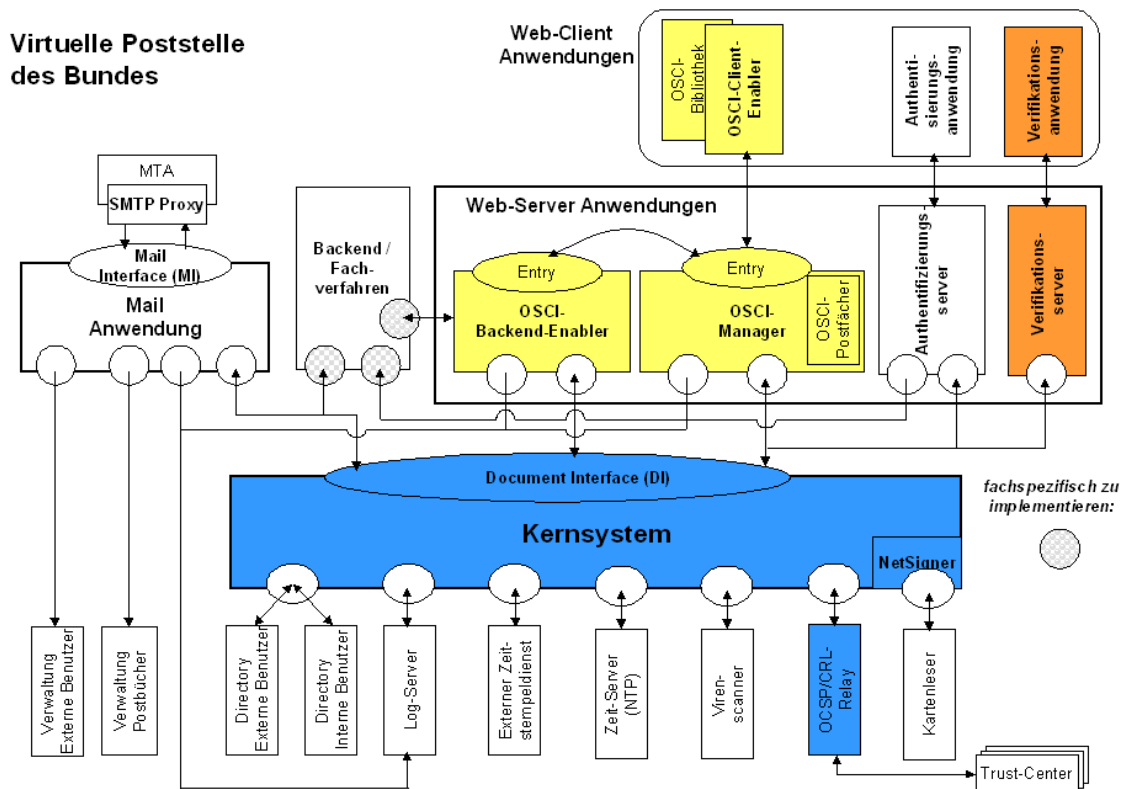 Virtuelle Poststelle
des Bundes
Web-Client
Anwendungen
OSCI-
Bibliothek
OSCI-Client-
Enabler
Authenti-
sierungs-
anwendung
Verifikations-
anwendung
MTA
SMTP Proxy
Mail
Interface (MI)
Mail
Anwendung
Backend /
Fach-
verfahren
Web-Server Anwendungen
Entry
OSCI-
Backend-Enabler
Entry
OSCI-
Manager
OSCI-
Postfächer
Authentifizierungs-
server
Verifikations-
server
Document Interface (DI)
Kernsystem
NetSigner
fachspezifisch zu
implementieren:
Verwaltung
Externe Benutzer
Verwaltung
Postbücher
Directory
Externe Benutzer
Directory
Interne Benutzer
Log-Server
Externer Zeit-
stempeldienst
Zeit-Server
(NTP)
Viren-
scanner
OCSP/CRL-
Relay
Kartenleser
Trust-Center